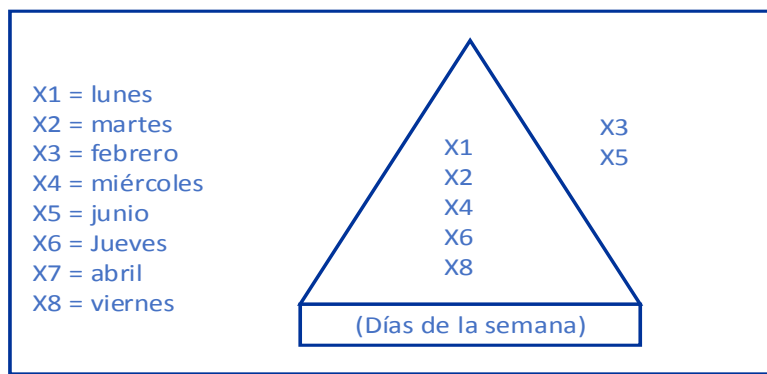 X1 = lunes
X2 = martes
X3 = febrero
X4 = miércoles
X5 = junio
X6 = Jueves
X7 = abril
X8 = viernes
X1
X2
X4
X6
X8
X3
X5
(Días de la semana)